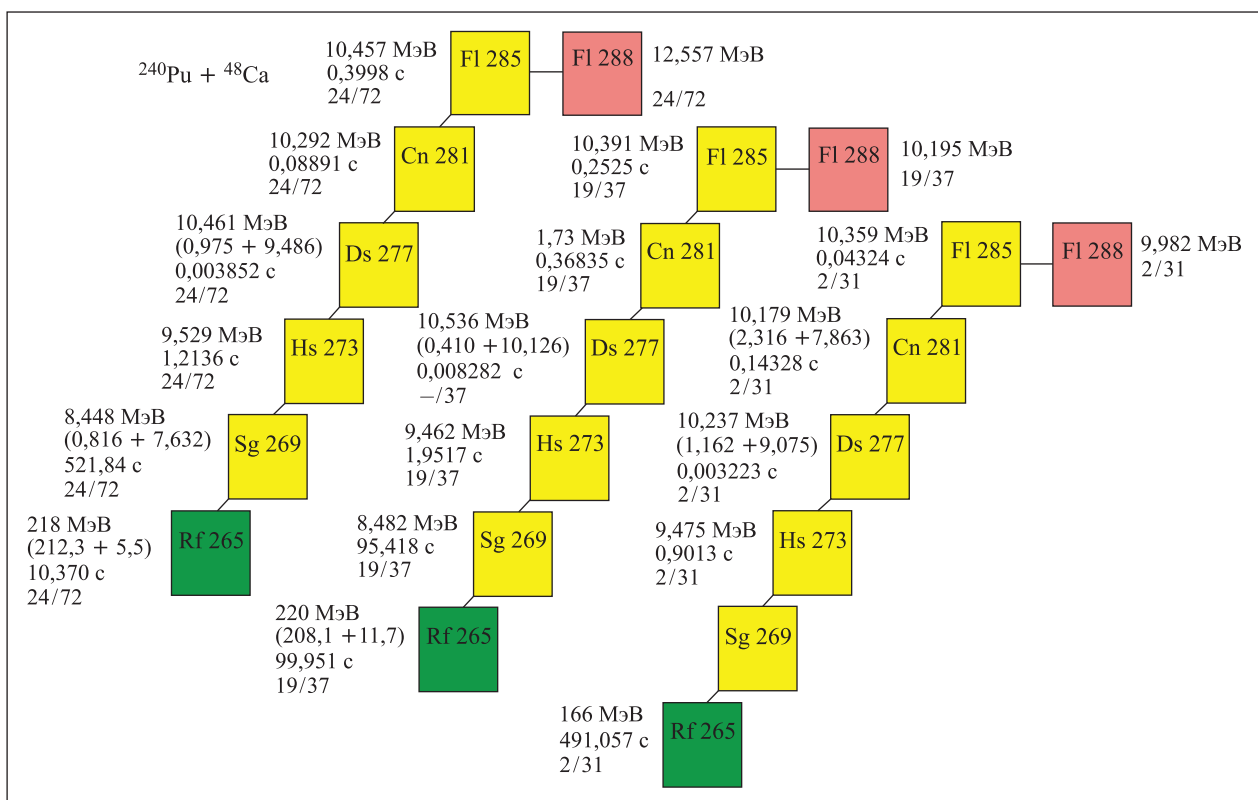 ²⁴⁰Pu + ⁴⁸Ca
10,457 МэВ
0,3998 с
24/72
Fl 285
Fl 288
12,557 МэВ
24/72
10,292 МэВ
0,08891 с
24/72
Cn 281
10,461 МэВ
(0,975 + 9,486)
0,003852 с
24/72
Ds 277
9,529 МэВ
1,2136 с
24/72
Hs 273
8,448 МэВ
(0,816 + 7,632)
521,84 с
24/72
Sg 269
218 МэВ
(212,3 + 5,5)
10,370 с
24/72
Rf 265
10,391 МэВ
0,2525 с
19/37
Fl 285
Fl 288
10,195 МэВ
19/37
1,73 МэВ
0,36835 с
19/37
Cn 281
10,536 МэВ
(0,410 +10,126)
0,008282 с
–/37
Ds 277
9,462 МэВ
1,9517 с
19/37
Hs 273
8,482 МэВ
95,418 с
19/37
Sg 269
220 МэВ
(208,1 +11,7)
99,951 с
19/37
Rf 265
10,359 МэВ
0,04324 с
2/31
Fl 285
Fl 288
9,982 МэВ
2/31
10,179 МэВ
(2,316 +7,863)
0,14328 с
2/31
Cn 281
10,237 МэВ
(1,162 +9,075)
0,003223 с
2/31
Ds 277
9,475 МэВ
0,9013 с
2/31
Hs 273
Sg 269
166 МэВ
491,057 с
2/31
Rf 265